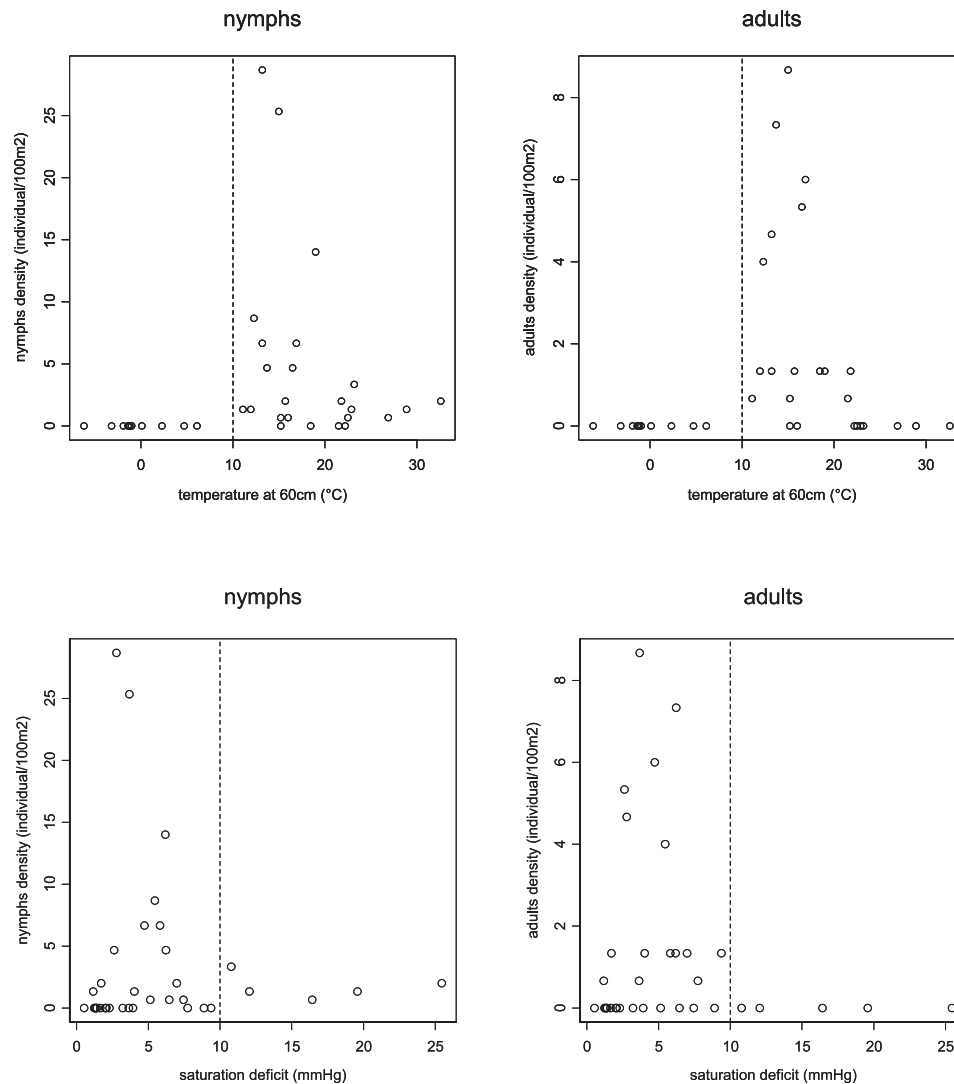 nymphs
adults
nymphs density (individual/100m2)
0 5 10 15 20 25
0 10 20 30
temperature at 60cm (°C)
adults density (individual/100m2)
0 2 4 6 8
0 10 20 30
temperature at 60cm (°C)
nymphs
adults
nymphs density (individual/100m2)
0 5 10 15 20 25
0 5 10 15 20 25
saturation deficit (mmHg)
adults density (individual/100m2)
0 2 4 6 8
0 5 10 15 20 25
saturation deficit (mmHg)